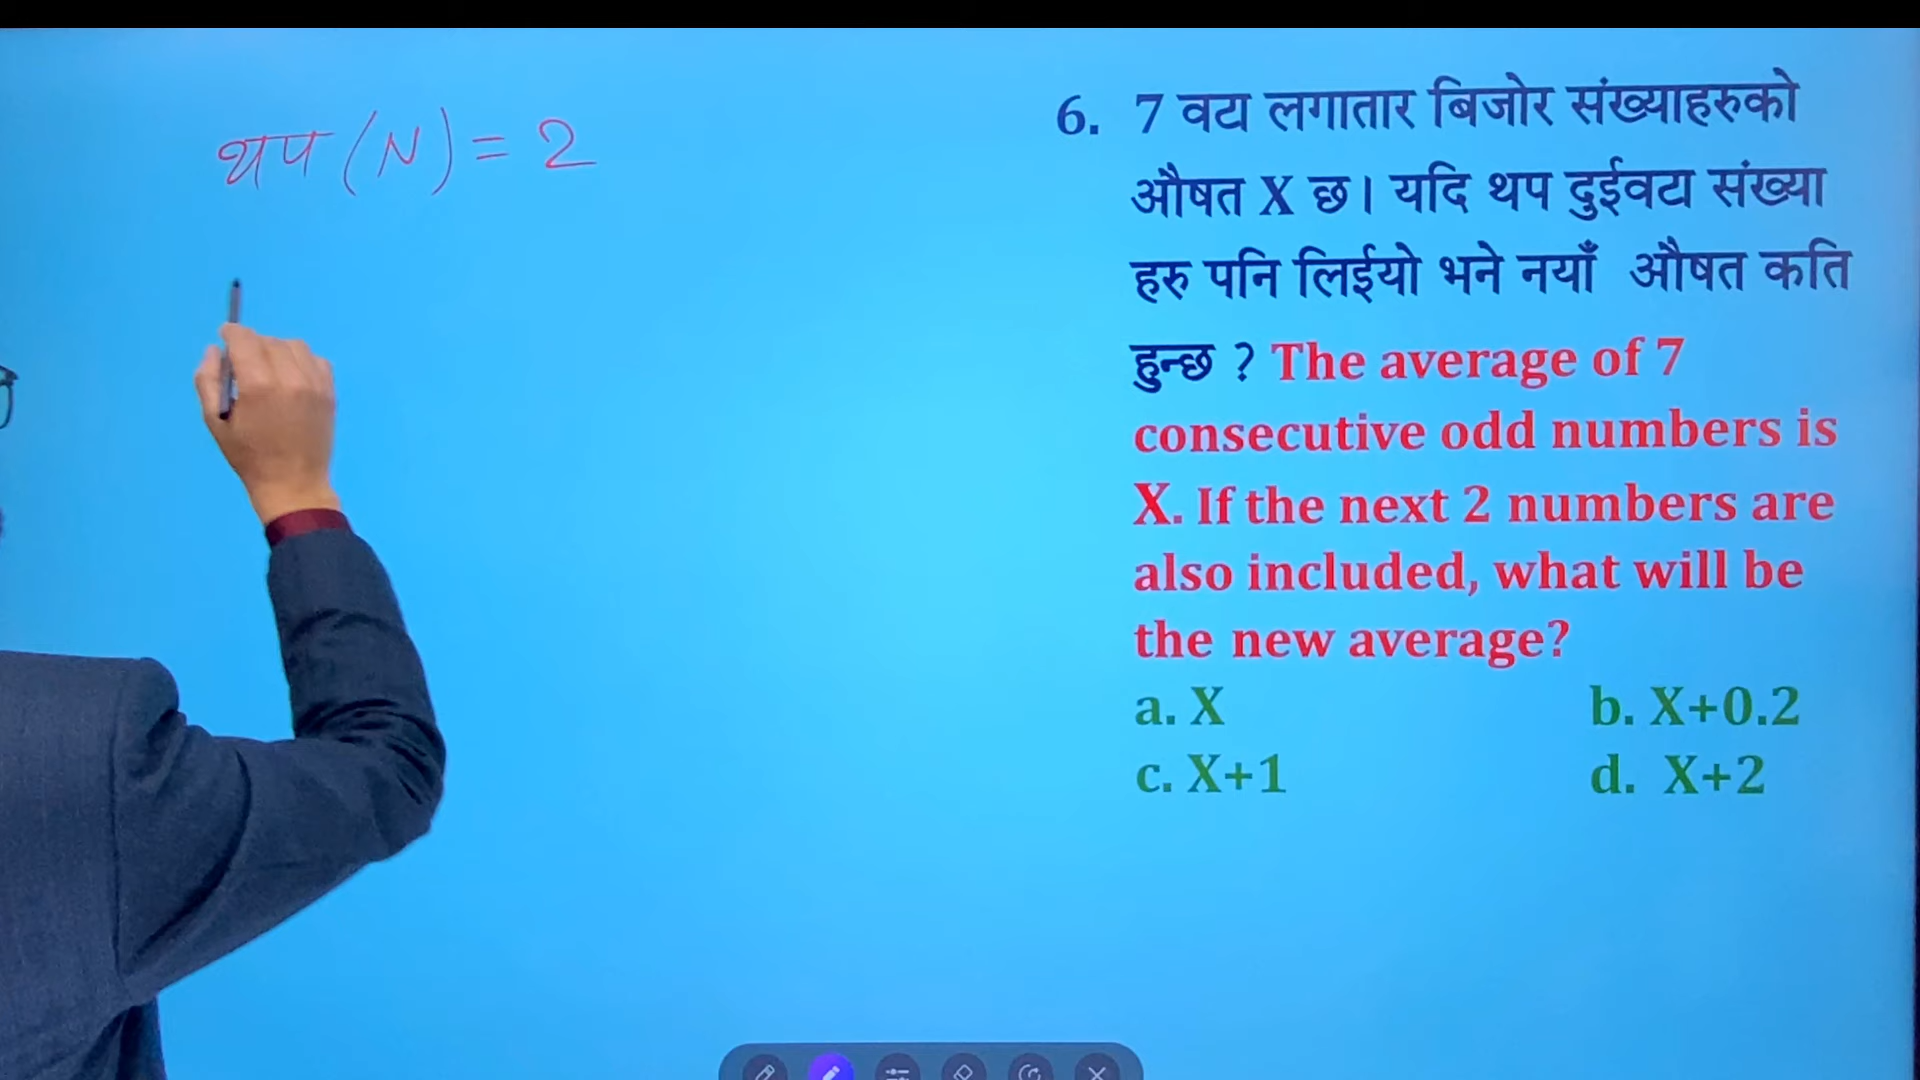 थप (N) = 2
6. 7 वटा लगातार बिजोर संख्याहरुको
औषत X छ। यदि थप दुईवटा संख्या
हरु पनि लिईयो भने नयाँ औषत कति
हुन्छ ? The average of 7
consecutive odd numbers is
X. If the next 2 numbers are
also included, what will be
the new average?
a. X b. X+0.2
c. X+1 d. X+2